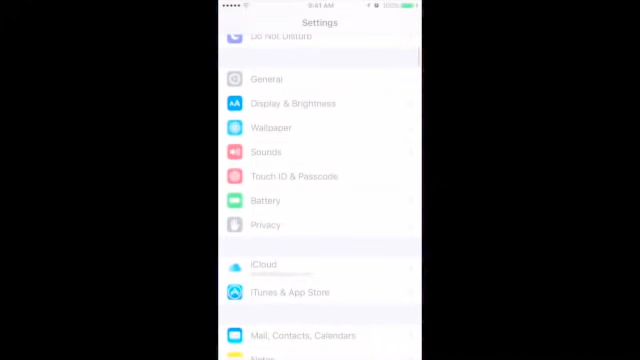 9:41 AM 100%
Settings
Do Not Disturb
General
AA Display & Brightness
Wallpaper
Sounds
Touch ID & Passcode
Battery
Privacy
iCloud
iTunes & App Store
Mail, Contacts, Calendars
Notes